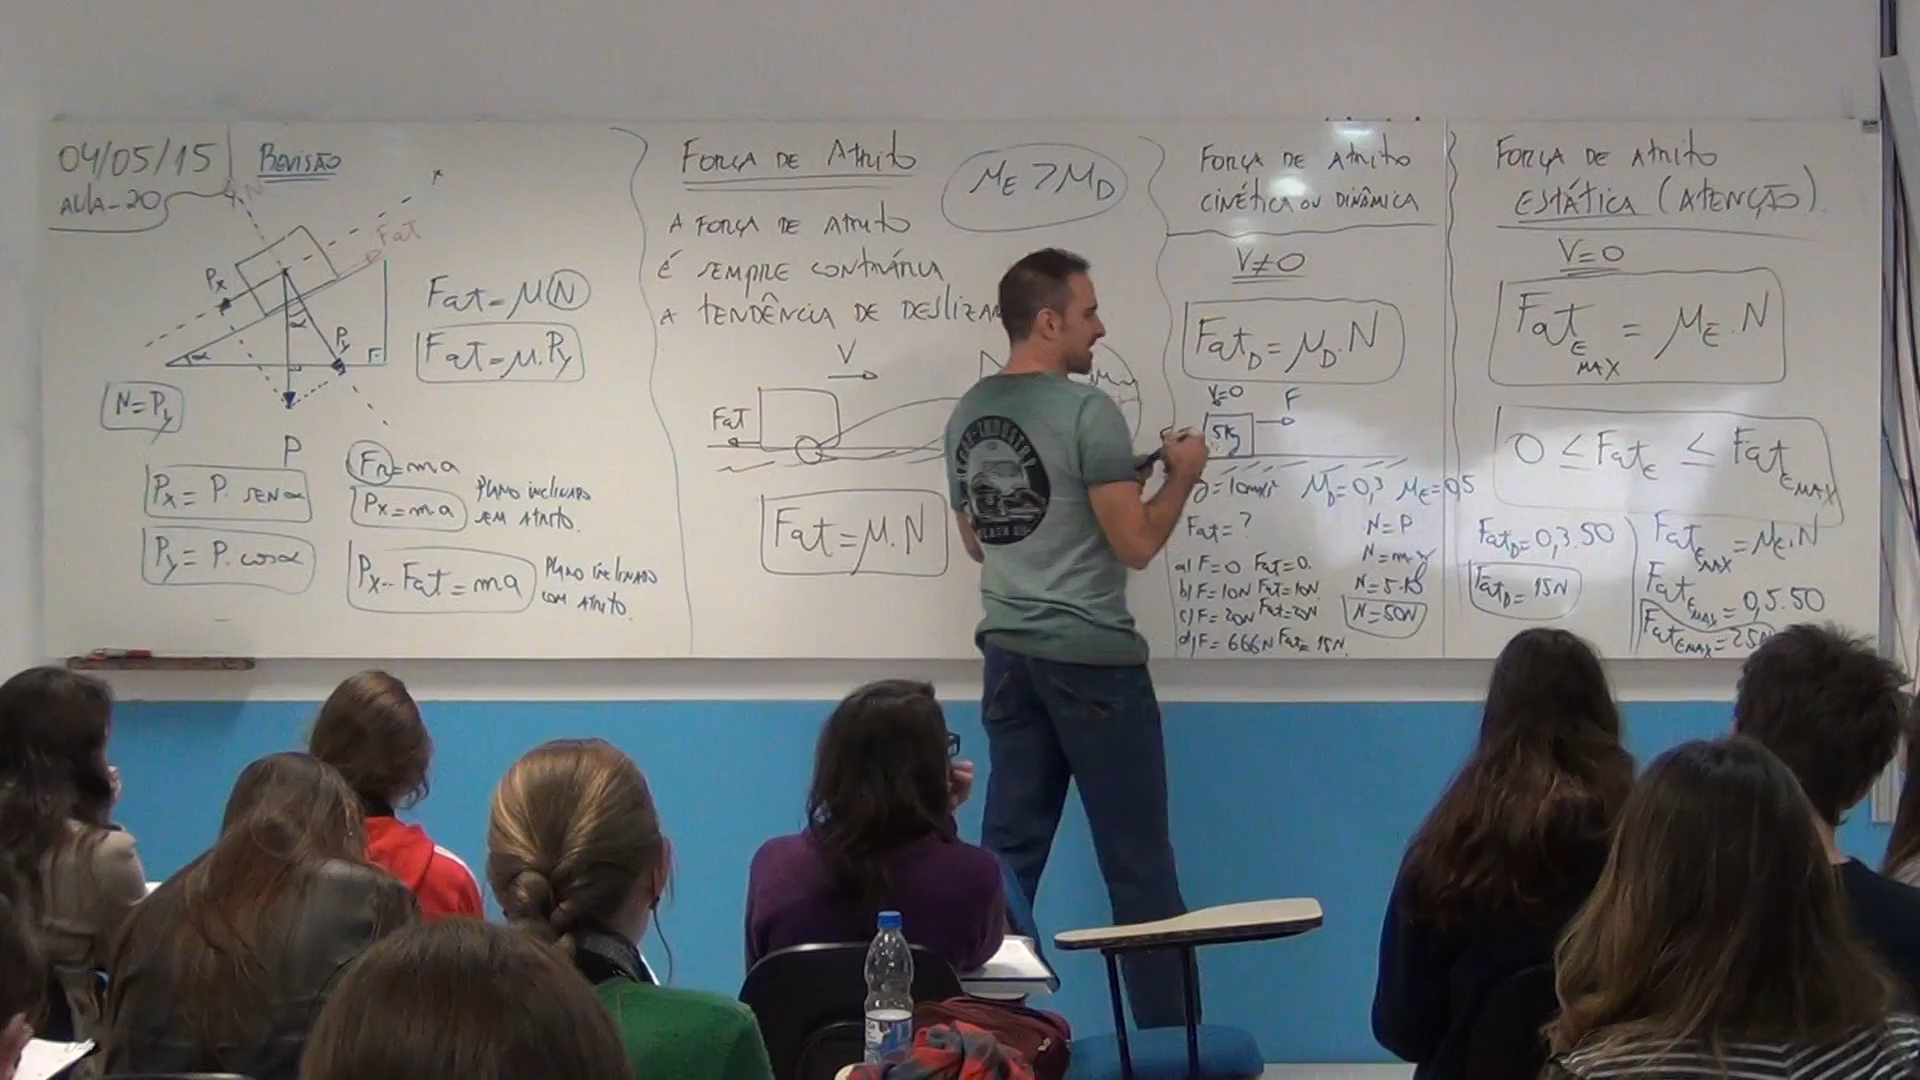 04/05/15
REVISÃO
AULA-20
Fat
Px
α
Py
α
N=Py
P
Fat=μN
Fat=μ.Py
Px=P.senα
Py=P.cosα
Fr=ma
Px=ma
PLANO INCLINADO
SEM ATRITO.
Px-Fat=ma
PLANO INCLINADO
COM ATRITO.
FORÇA DE ATRITO
μE>μD
A FORÇA DE ATRITO
É SEMPRE CONTRÁRIA
A TENDÊNCIA DE DESLIZA
V
Fat
Fat=μ.N
FORÇA DE ATRITO
CINÉTICA OU DINÂMICA
V≠0
FatD=μD.N
V=0
F
5Kg
μD=0,3 μE=0,5
Fat=?
a) F=0 Fat=0.
b) F=10N Fat=10N
c) F=20N Fat=20N
d) F=666N Fat=15N.
N=P
N=m.g
N=5.10
N=50N
FORÇA DE ATRITO
ESTÁTICA (ATENÇÃO).
V=0
FatE MAX=μE.N
0≤FatE≤FatEMAX
FatD=0,3.50
FatD=15N
FatEMAX=μE.N
FatEMAX=0,5.50
FatEMAX=25N